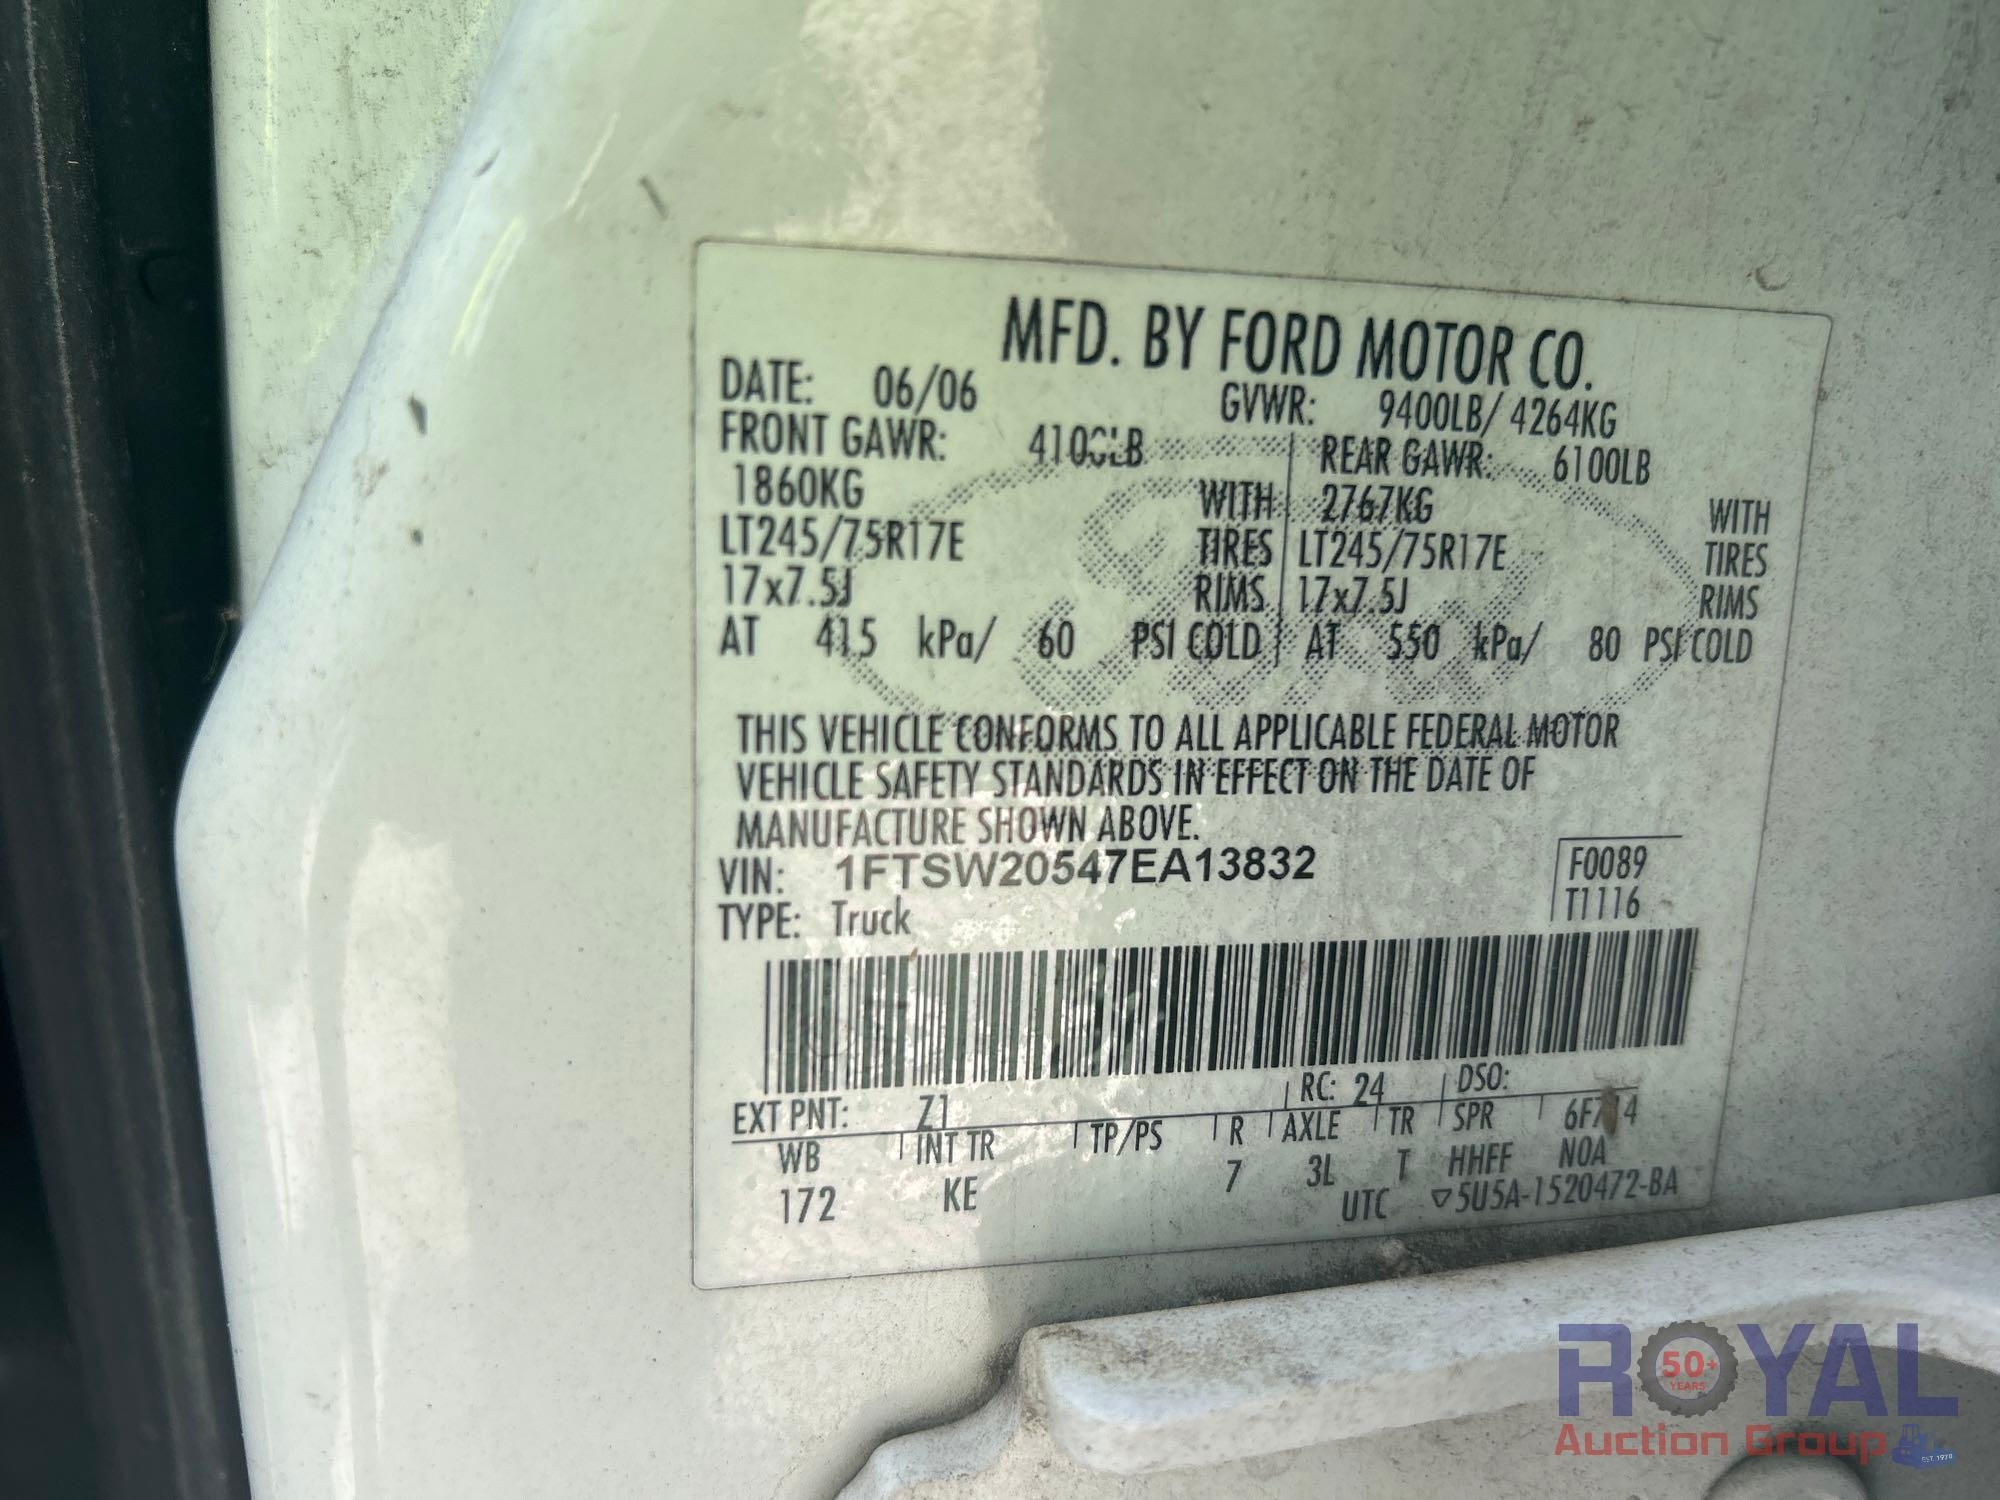 MFD. BY FORD MOTOR CO.
DATE: 06/06 GVWR: 9400LB/ 4264KG
FRONT GAWR: 4100LB REAR GAWR: 6100LB
1860KG WITH 2767KG WITH
LT245/75R17E TIRES LT245/75R17E TIRES
17x7.5J RIMS 17x7.5J RIMS
AT 415 kPa/ 60 PSI COLD AT 550 kPa/ 80 PSI COLD
THIS VEHICLE CONFORMS TO ALL APPLICABLE FEDERAL MOTOR
VEHICLE SAFETY STANDARDS IN EFFECT ON THE DATE OF
MANUFACTURE SHOWN ABOVE.
VIN: 1FTSW20547EA13832 F0089
TYPE: Truck T1116
EXT PNT: Z1 RC: 24 DSO:
WB INT TR TP/PS R AXLE TR SPR
172 KE 7 3L T HHFF N0A
UTC ▽5U5A-1520472-BA
ROYAL
50+
YEARS
Auction Group
EST. 1970